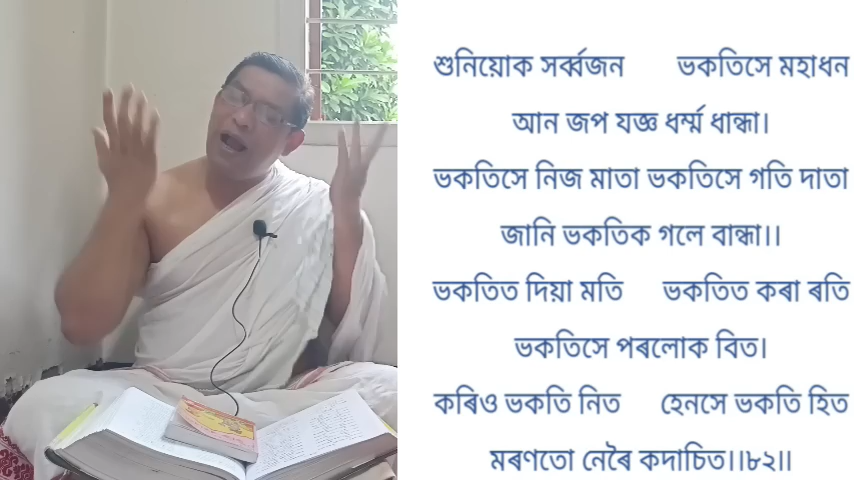 শুনিয়োক সৰ্ব্বজন ভকতিসে মহাধন
আন জপ যজ্ঞ ধৰ্ম্ম ধান্ধা।
ভকতিসে নিজ মাতা ভকতিসে গতি দাতা
জানি ভকতিক গলে বান্ধা।।
ভকতিত দিয়া মতি ভকতিত কৰা ৰতি
ভকতিসে পৰলোক বিত।
কৰিও ভকতি নিত হেনসে ভকতি হিত
মৰণতো নেৰৈ কদাচিত।।৮২।।